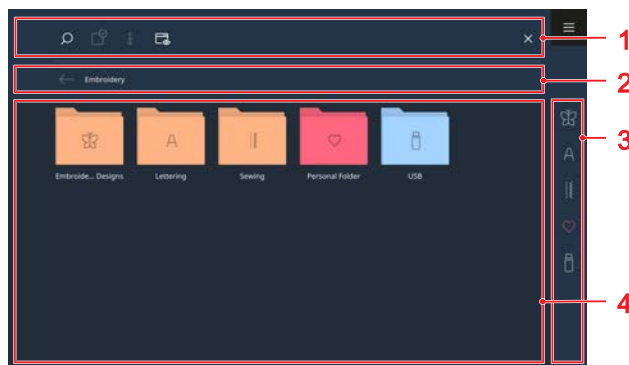 1
Embroidery
2
3
Embroide... Designs
Lettering
Sewing
Personal Folder
USB
4